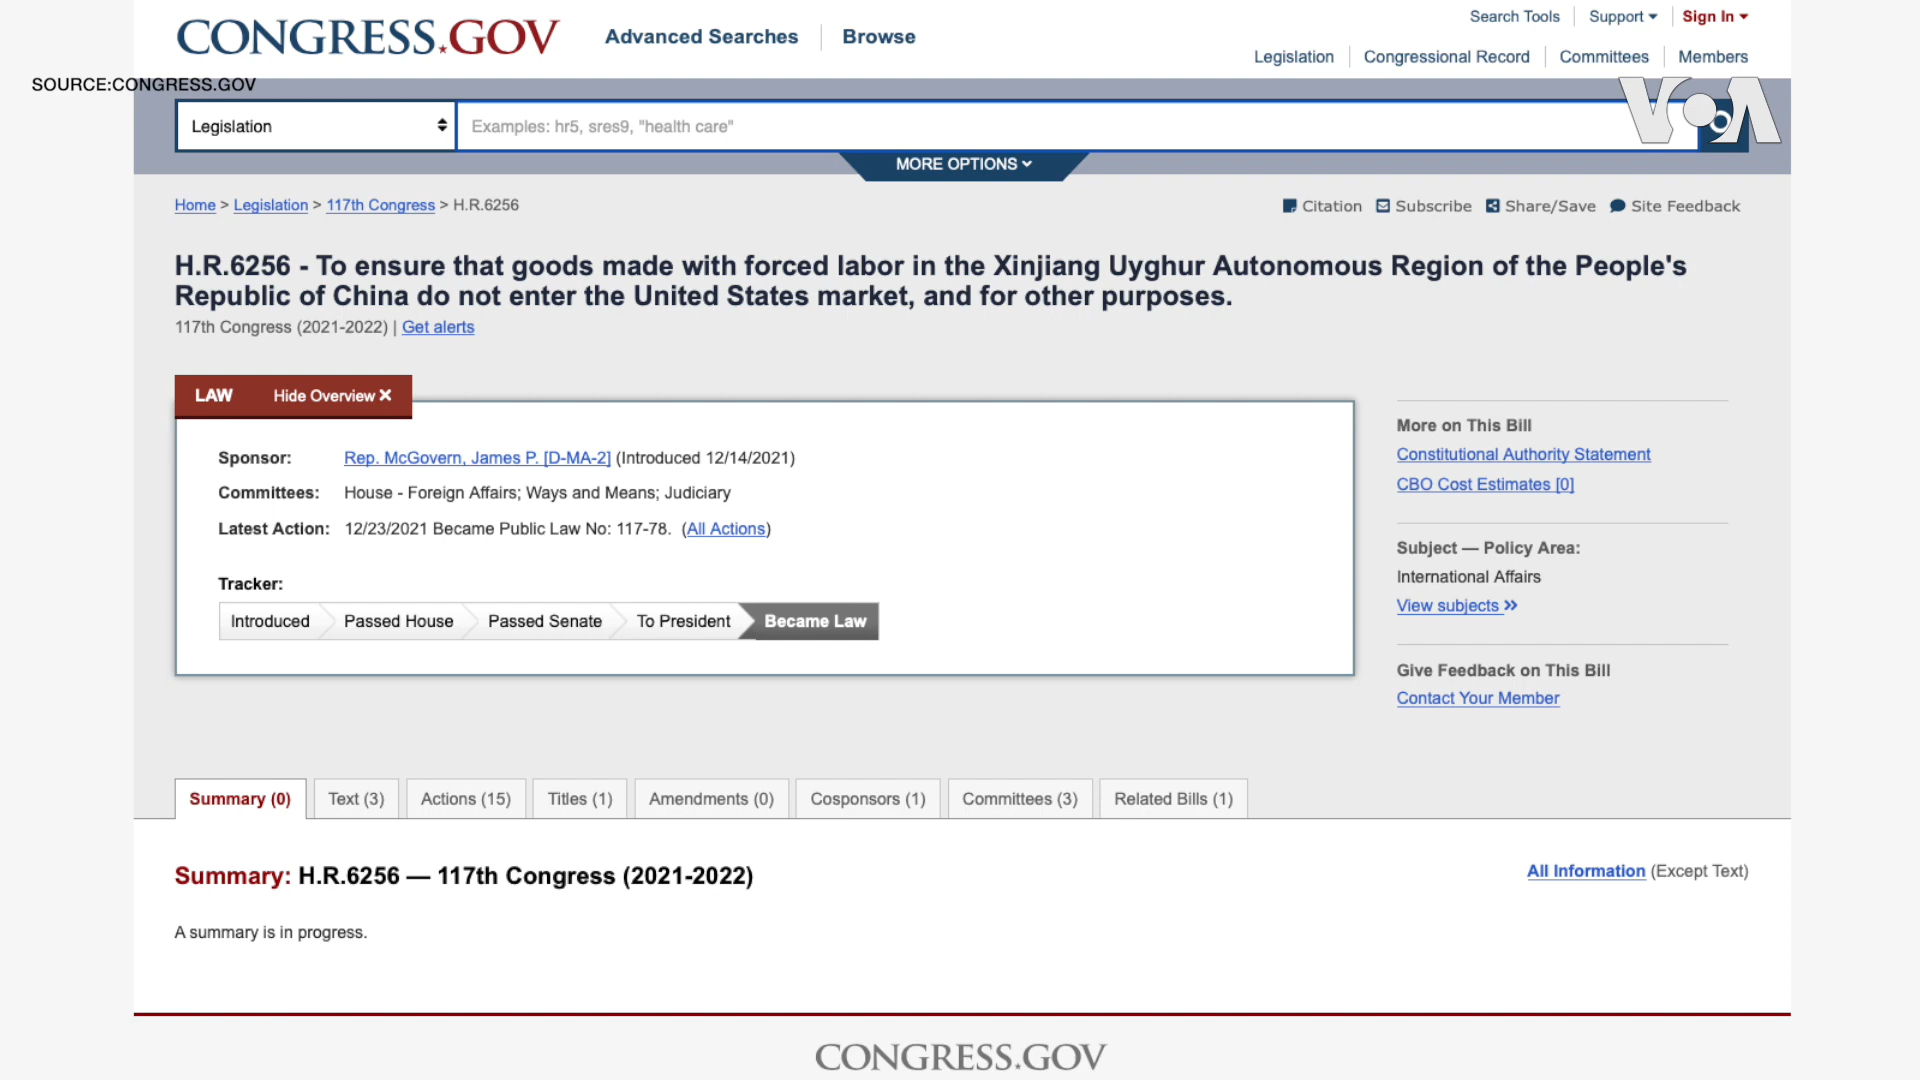 CONGRESS.GOV
Advanced Searches
Browse
Search Tools
Support
Sign In
Legislation
Congressional Record
Committees
Members
SOURCE:CONGRESS.GOV
VOA
Legislation
Examples: hr5, sres9, "health care"
MORE OPTIONS
Home > Legislation > 117th Congress > H.R.6256
Citation
Subscribe
Share/Save
Site Feedback
H.R.6256 - To ensure that goods made with forced labor in the Xinjiang Uyghur Autonomous Region of the People's
Republic of China do not enter the United States market, and for other purposes.
117th Congress (2021-2022) | Get alerts
LAW
Hide Overview
Sponsor: Rep. McGovern, James P. [D-MA-2] (Introduced 12/14/2021)
Committees: House - Foreign Affairs; Ways and Means; Judiciary
Latest Action: 12/23/2021 Became Public Law No: 117-78. (All Actions)
Tracker:
Introduced
Passed House
Passed Senate
To President
Became Law
More on This Bill
Constitutional Authority Statement
CBO Cost Estimates [0]
Subject — Policy Area:
International Affairs
View subjects
Give Feedback on This Bill
Contact Your Member
Summary (0)
Text (3)
Actions (15)
Titles (1)
Amendments (0)
Cosponsors (1)
Committees (3)
Related Bills (1)
Summary: H.R.6256 — 117th Congress (2021-2022)
All Information (Except Text)
A summary is in progress.
CONGRESS.GOV